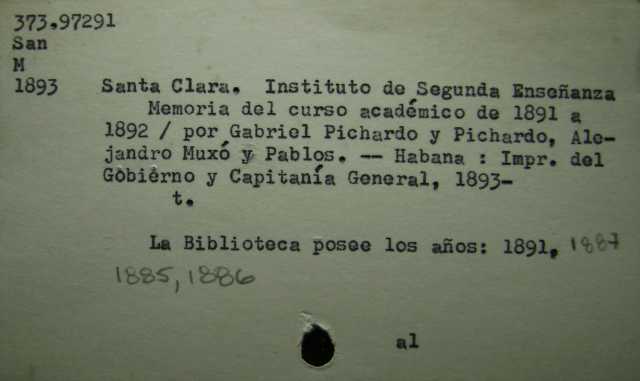 373.97291
San
M
1893 Santa Clara. Instituto de Segunda Enseñanza
Memoria del curso académico de 1891 a
1892 / por Gabriel Pichardo y Pichardo, Ale-
jandro Muxó y Pablos. -- Habana : Impr. del
Gobierno y Capitanía General, 1893-
t.
La Biblioteca posee los años: 1891, 1887
1885, 1886
al